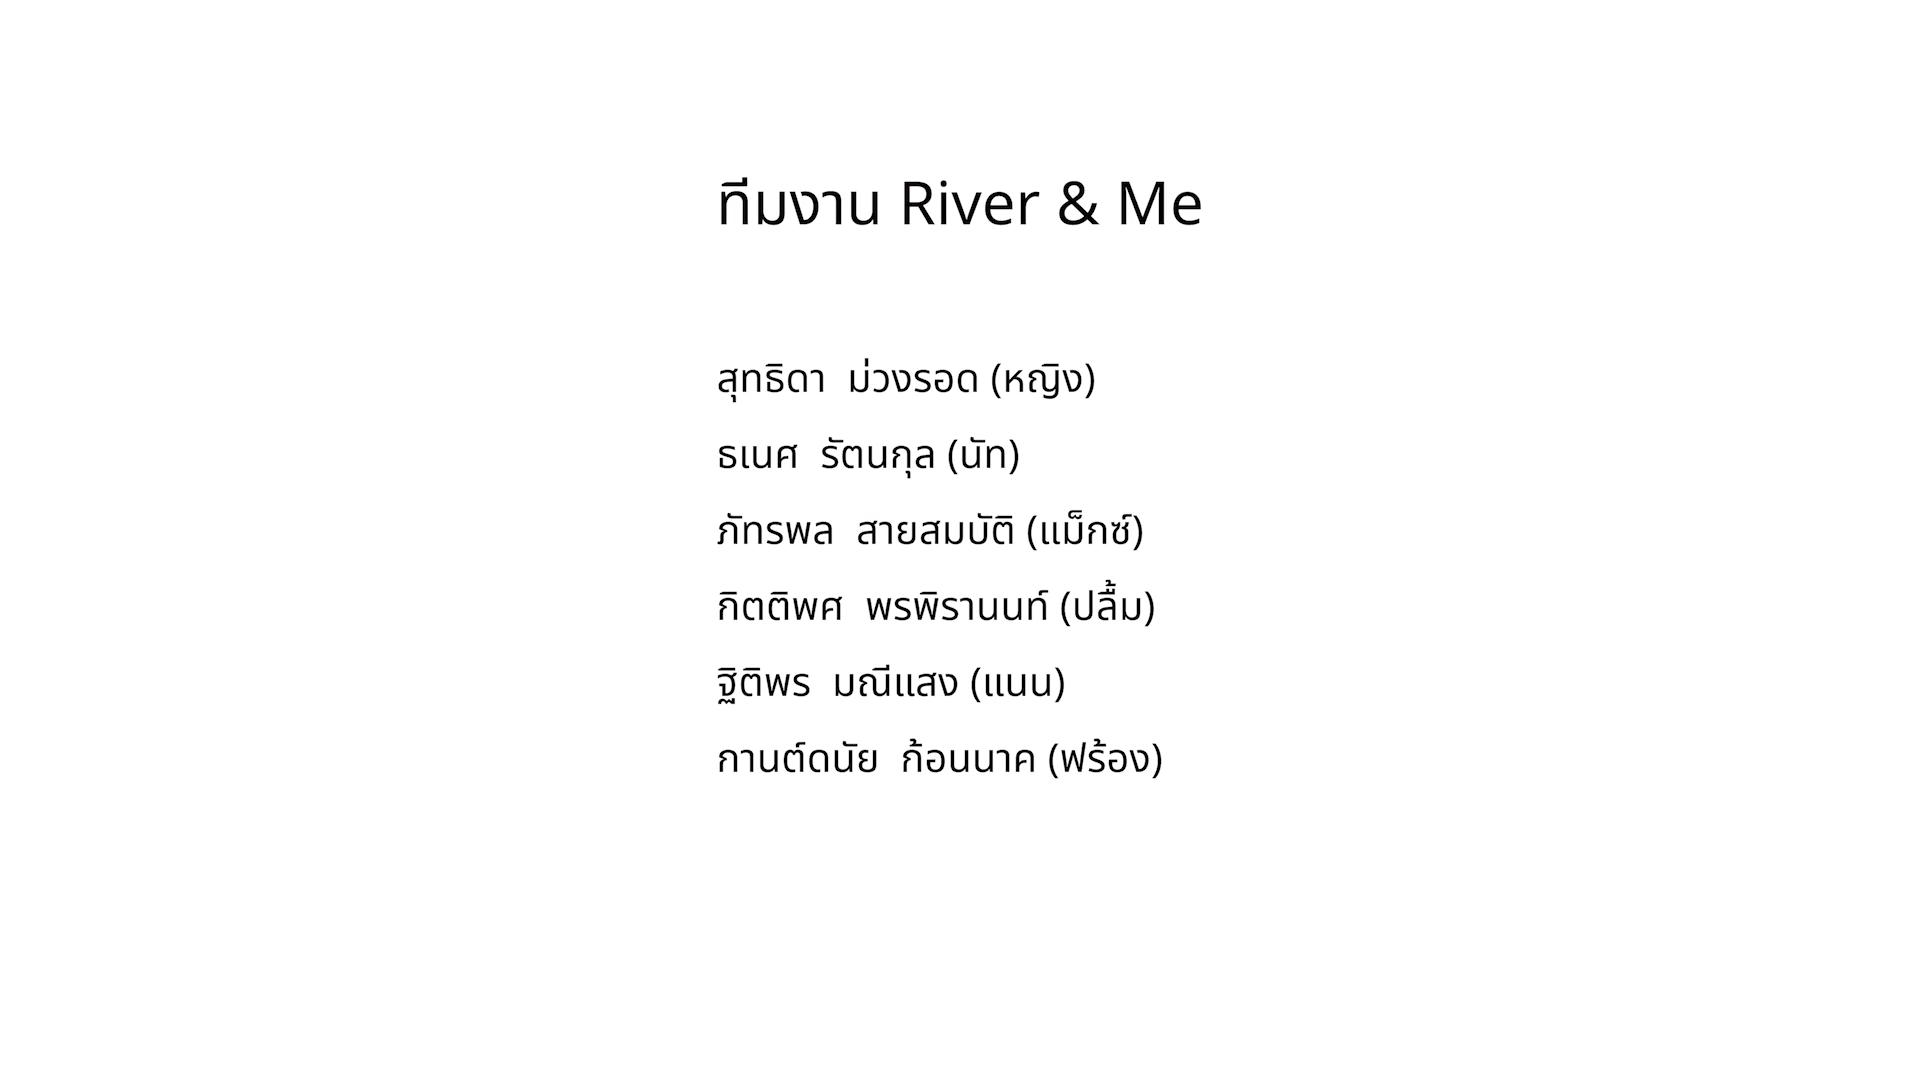 ทีมงาน River & Me
สุทธิดา  ม่วงรอด (หญิง)
ธเนศ  รัตนกุล (นัท)
ภัทรพล  สายสมบัติ (แม็กซ์)
กิตติพศ  พรพิรานนท์ (ปลื้ม)
ฐิติพร  มณีแสง (แนน)
กานต์ดนัย  ก้อนนาค (ฟร้อง)